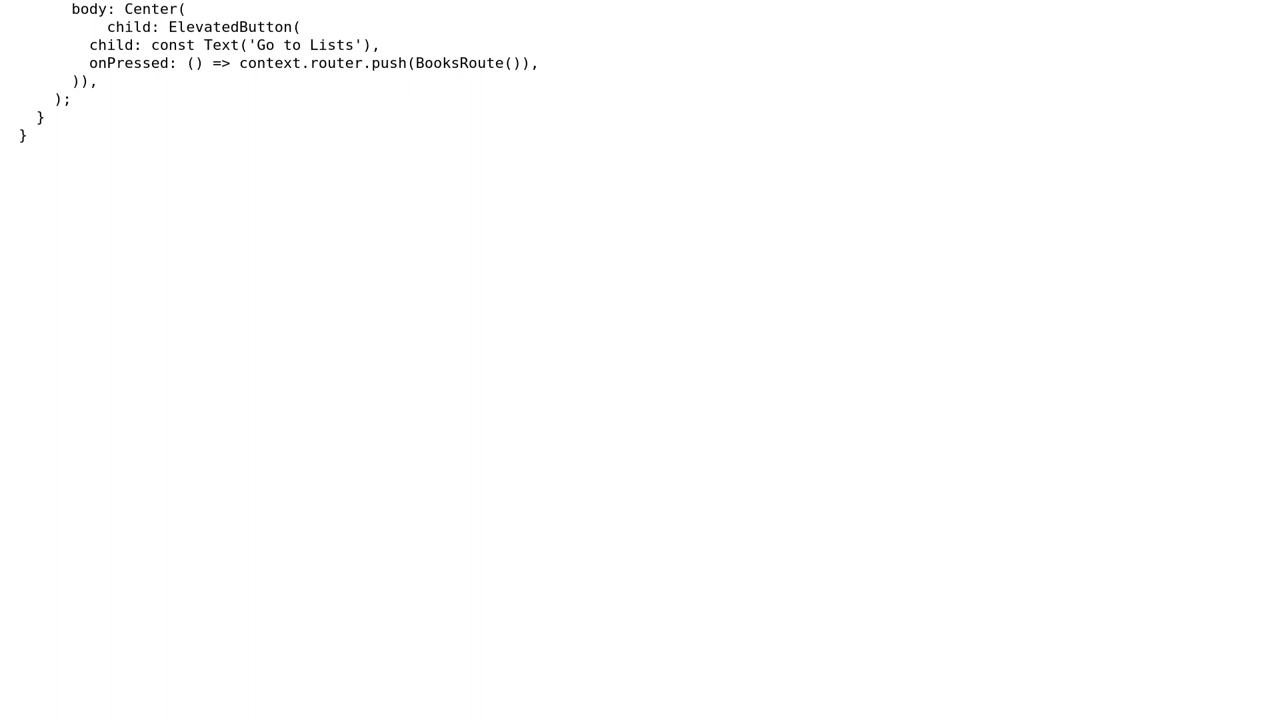 body: Center(
          child: ElevatedButton(
        child: const Text('Go to Lists'),
        onPressed: () => context.router.push(BooksRoute()),
      )),
    );
  }
}